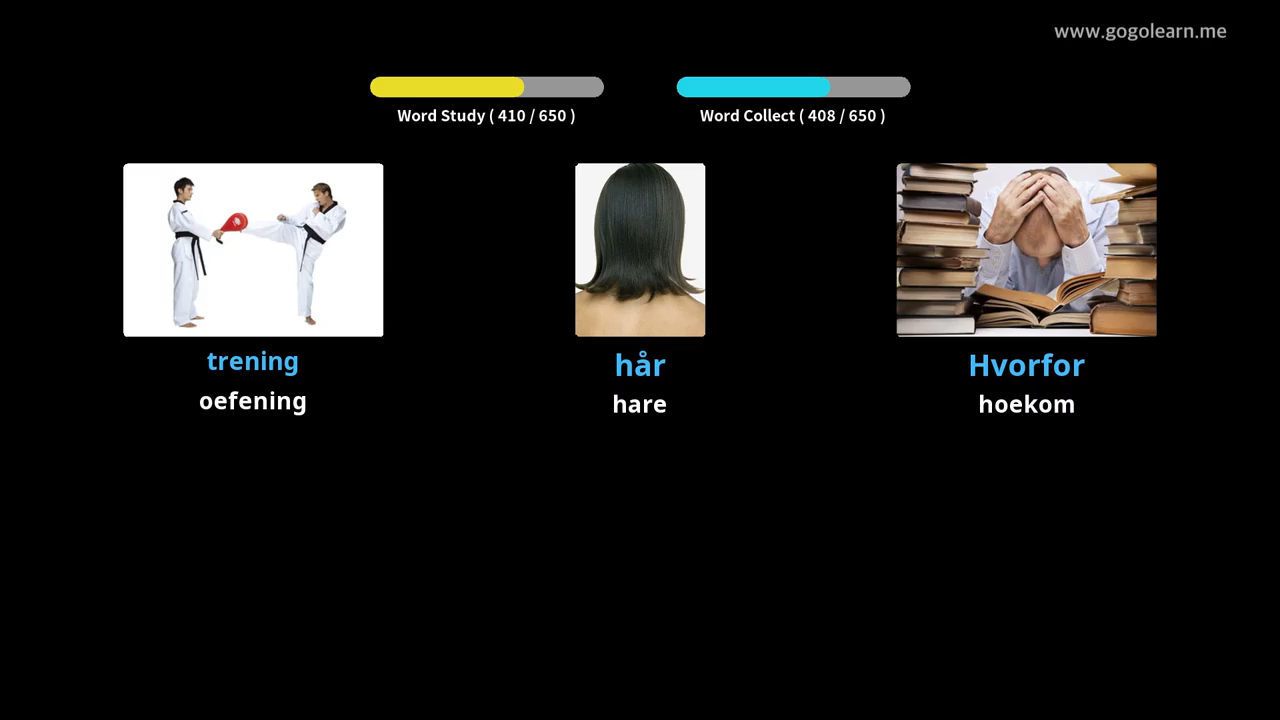 www.gogolearn.me
Word Study ( 410 / 650 )
Word Collect ( 408 / 650 )
trening
oefening
hår
hare
Hvorfor
hoekom